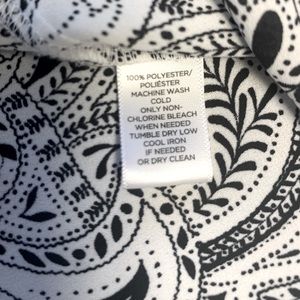 100% POLYESTER/
POLIÉSTER
MACHINE WASH
COLD
ONLY NON-
CHLORINE BLEACH
WHEN NEEDED
TUMBLE DRY LOW
COOL IRON
IF NEEDED
OR DRY CLEAN